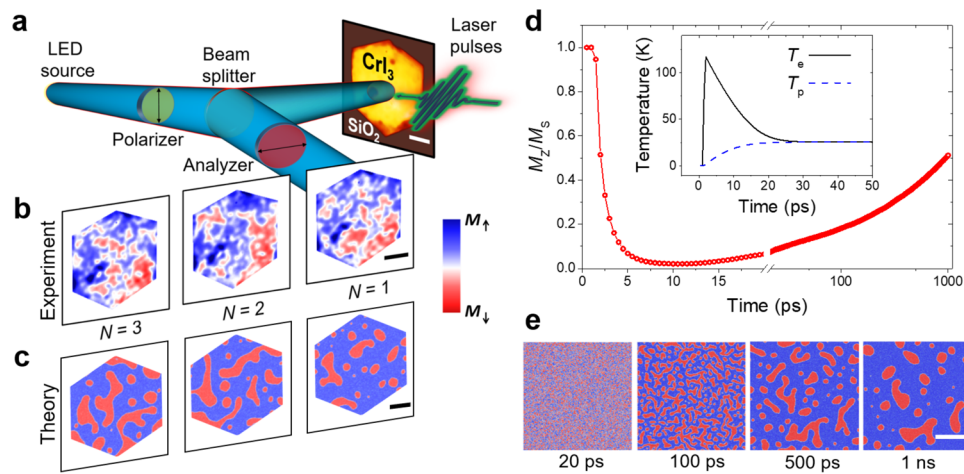 a
LED
source
Beam
splitter
Laser
pulses
CrI3
SiO2
Polarizer
Analyzer
b
Experiment
N = 3
N = 2
N = 1
M↑
M↓
c
Theory
d
MZ/MS
1.0
0.8
0.6
0.4
0.2
0.0
0
5
10
15
100
1000
Time (ps)
Temperature (K)
100
50
0
Te
Tp
0
10
20
30
40
50
Time (ps)
e
20 ps
100 ps
500 ps
1 ns